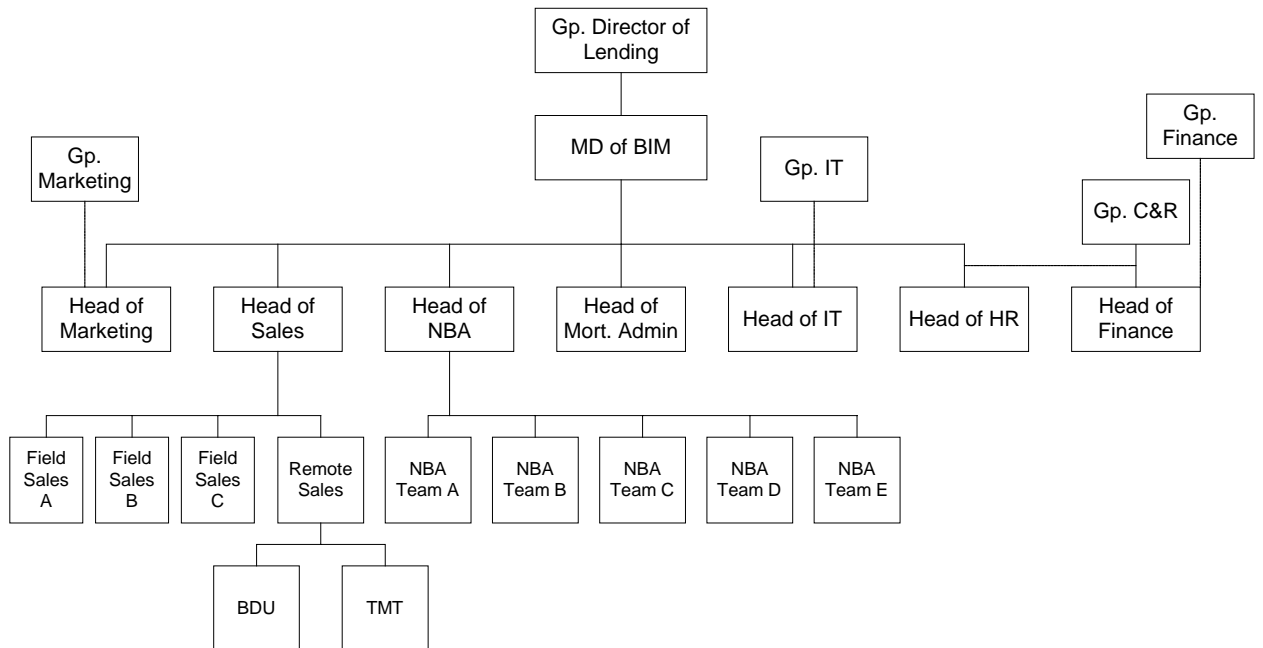 Gp. Director of
Lending
Gp.
Finance
MD of BIM
Gp.
Marketing
Gp. IT
Gp. C&R
Head of
Marketing
Head of
Sales
Head of
NBA
Head of
Mort. Admin
Head of IT
Head of HR
Head of
Finance
Field
Sales
A
Field
Sales
B
Field
Sales
C
Remote
Sales
NBA
Team A
NBA
Team B
NBA
Team C
NBA
Team D
NBA
Team E
BDU
TMT